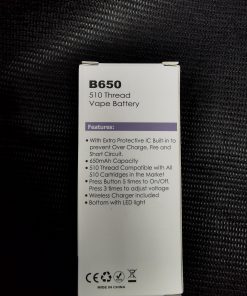 B650
510 Thread
Vape Battery
Features:
• With Extra Protective IC Built-in to
prevent Over Charge, Fire and
Short Circuit.
• 650mAh Capacity
• 510 Thread Compatible with All
510 Cartridges in the Market
• Press Button 5 times to On/Off,
Press 3 times to adjust voltage
• Wireless Charger Included
• Bottom with LED light
MADE IN CHINA